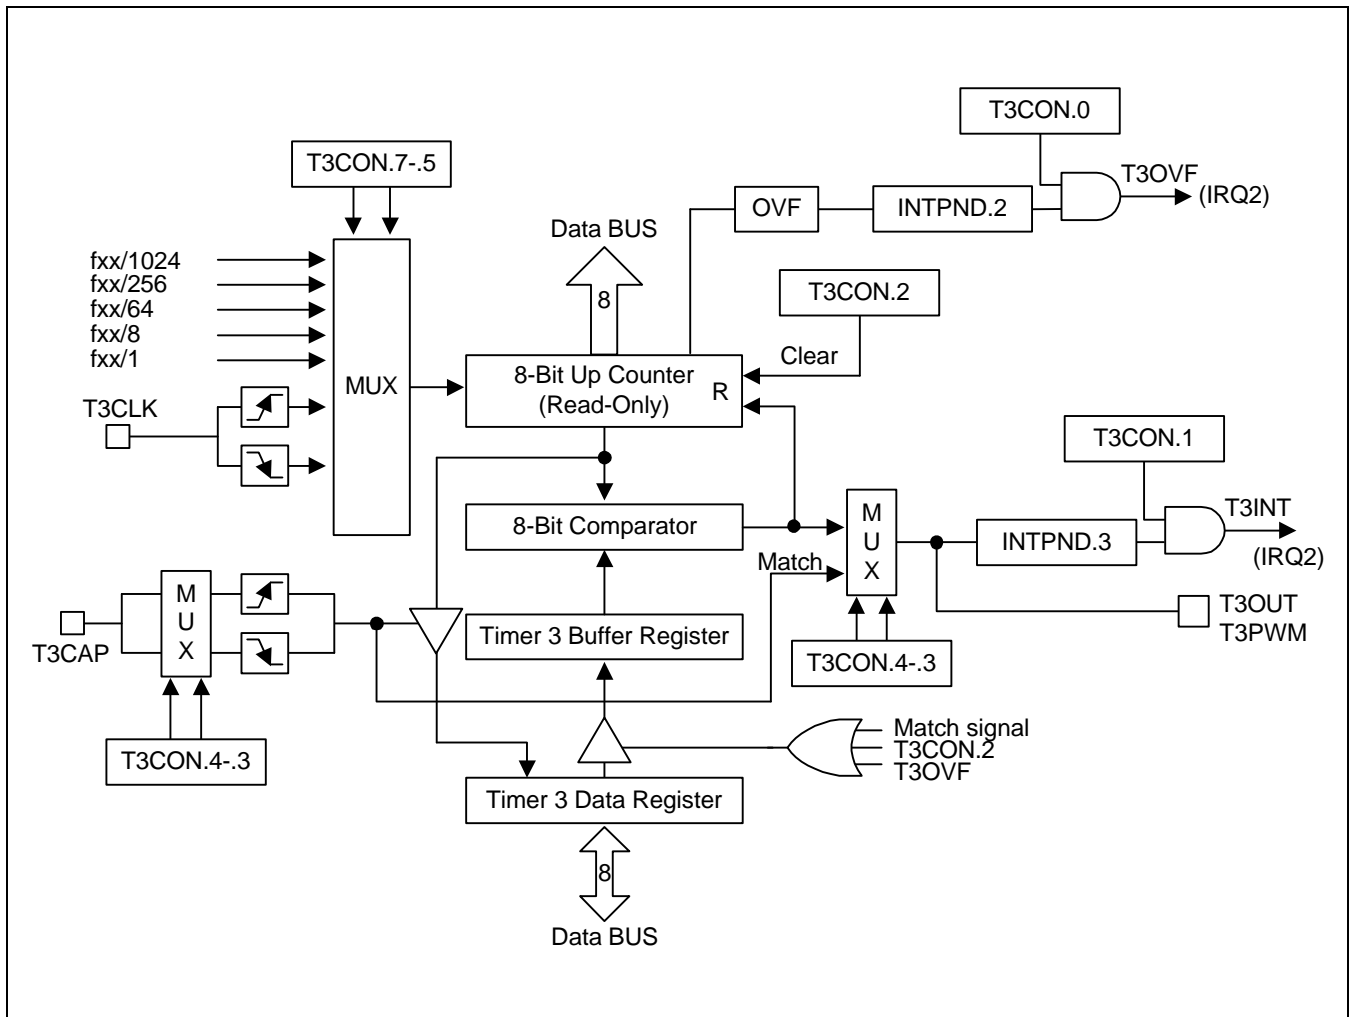 T3CON.0
T3OVF
(IRQ2)
T3CON.7-.5
OVF
INTPND.2
Data BUS
8
T3CON.2
fxx/1024
fxx/256
fxx/64
fxx/8
fxx/1
MUX
Clear
8-Bit Up Counter
(Read-Only)
R
T3CLK
T3CON.1
8-Bit Comparator
M
U
X
INTPND.3
T3INT
(IRQ2)
Match
M
U
X
T3CAP
Timer 3 Buffer Register
T3OUT
T3PWM
T3CON.4-.3
T3CON.4-.3
Match signal
T3CON.2
T3OVF
Timer 3 Data Register
8
Data BUS